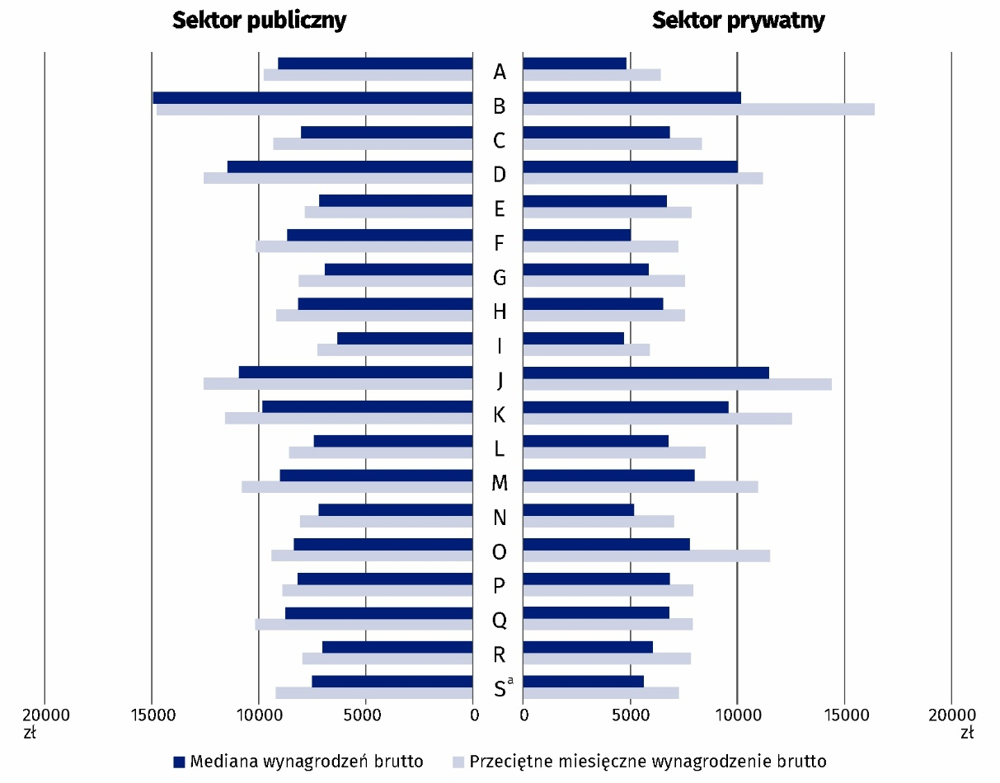 Sektor publiczny Sektor prywatny
A
B
C
D
E
F
G
H
I
J
K
L
M
N
O
P
Q
R
Sª
20000 15000 10000 5000 0 0 5000 10000 15000 20000
zł zł
Mediana wynagrodzeń brutto Przeciętne miesięczne wynagrodzenie brutto